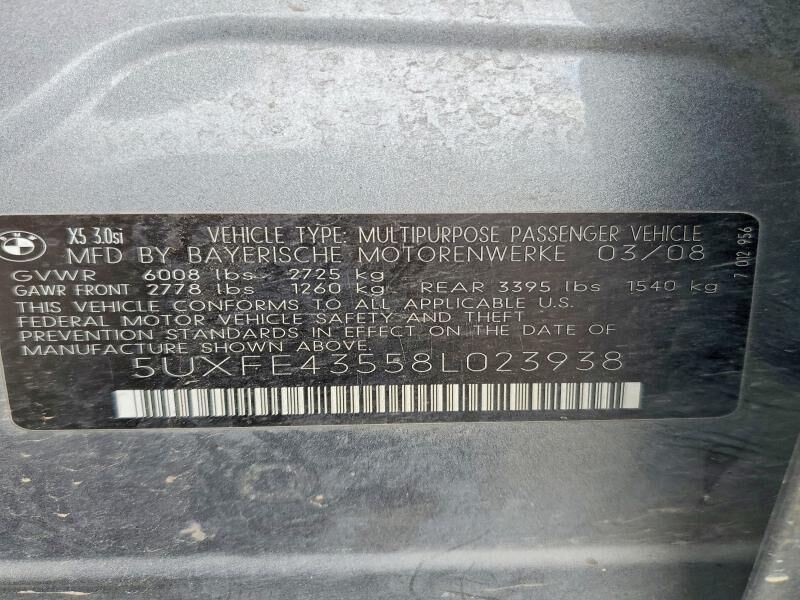 X5 3.0si VEHICLE TYPE: MULTIPURPOSE PASSENGER VEHICLE
MFD BY BAYERISCHE MOTORENWERKE 03/08
GVWR 6008 lbs 2725 kg
GAWR FRONT 2778 lbs 1260 kg REAR 3395 lbs 1540 kg
THIS VEHICLE CONFORMS TO ALL APPLICABLE U.S.
FEDERAL MOTOR VEHICLE SAFETY AND THEFT
PREVENTION STANDARDS IN EFFECT ON THE DATE OF
MANUFACTURE SHOWN ABOVE.
5UXFE43558L023938
7 012 956
BMW